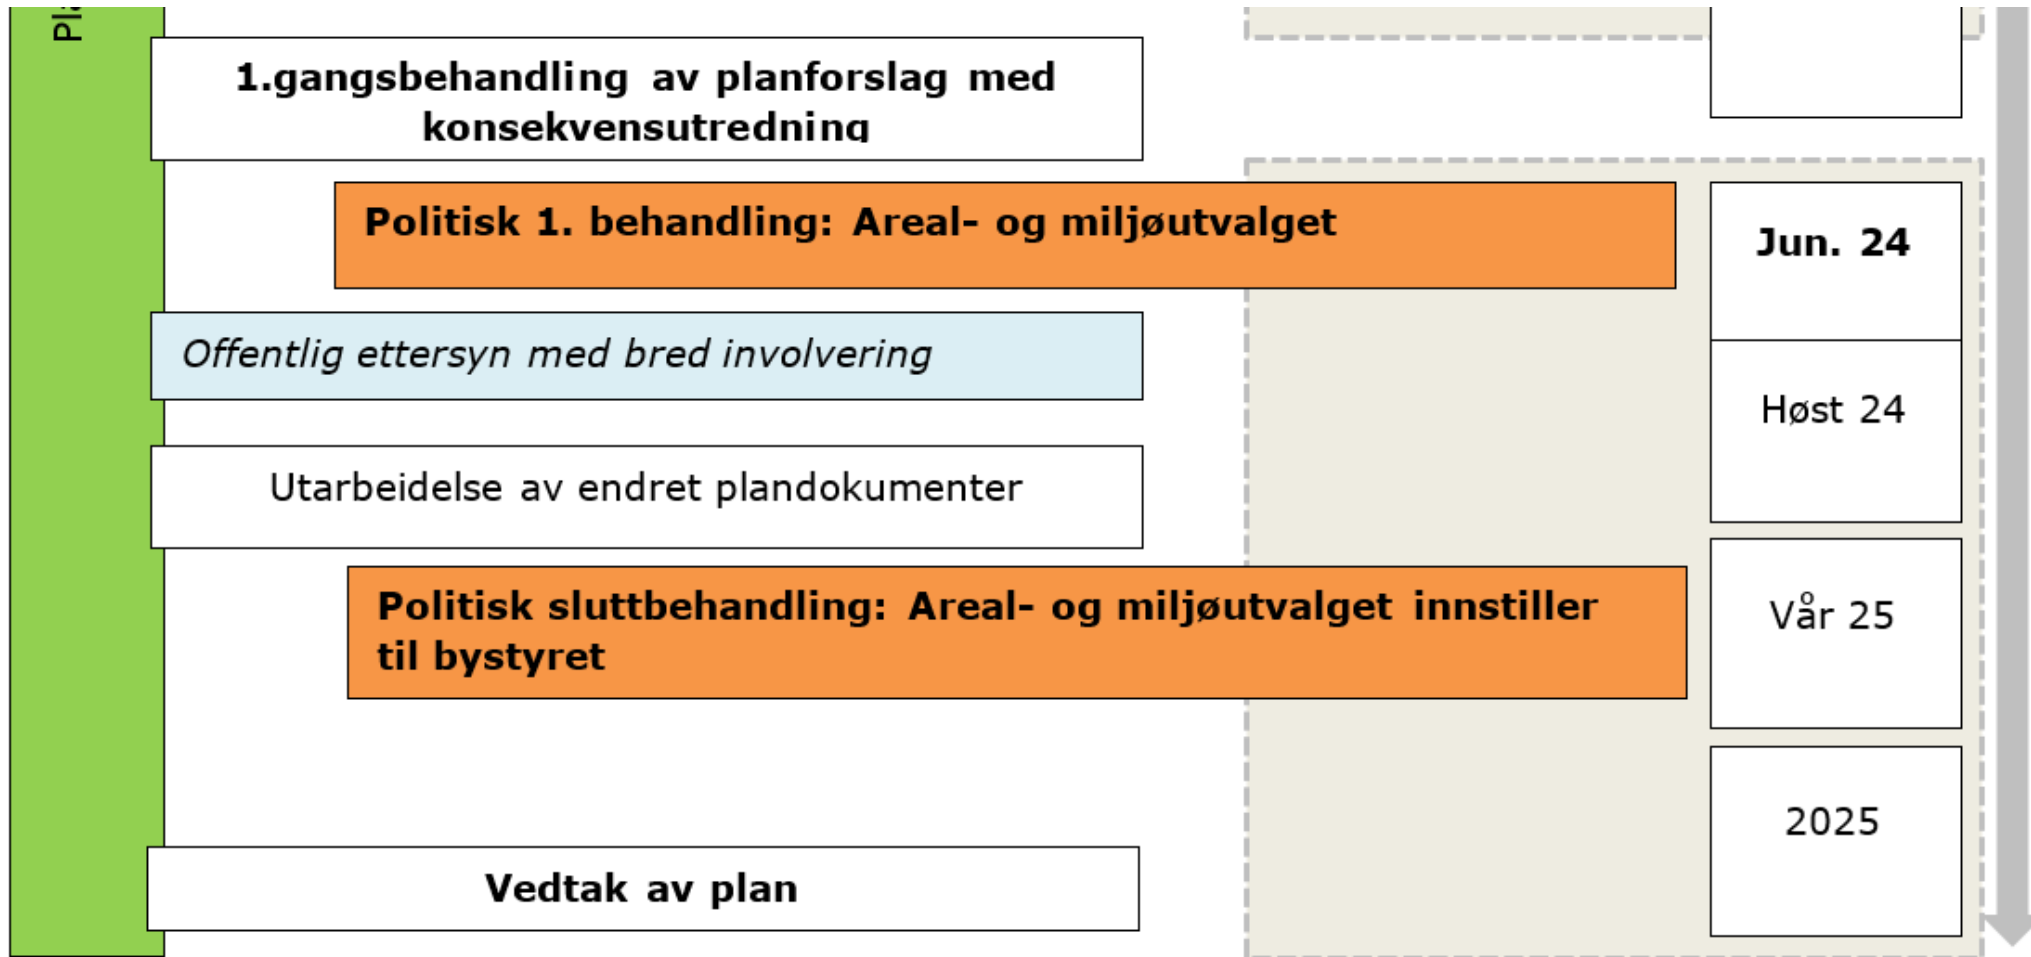 1.gangsbehandling av planforslag med
konsekvensutredning
Politisk 1. behandling: Areal- og miljøutvalget
Jun. 24
Offentlig ettersyn med bred involvering
Høst 24
Utarbeidelse av endret plandokumenter
Politisk sluttbehandling: Areal- og miljøutvalget innstiller
til bystyret
Vår 25
2025
Vedtak av plan